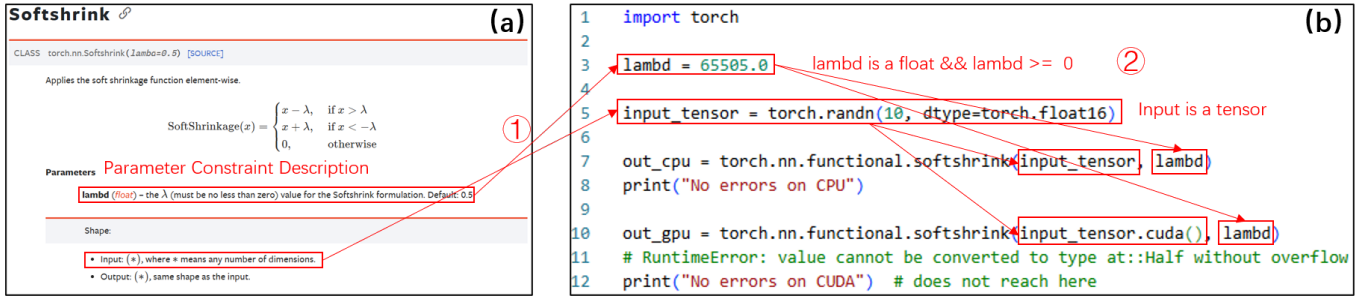 Softshrink
(a)
CLASS torch.nn.Softshrink(lambd=0.5) [SOURCE]
Applies the soft shrinkage function element-wise.
SoftShrinkage(x) = { x − λ, if x > λ
x + λ, if x < −λ
0, otherwise
①
Parameters Parameter Constraint Description
lambd (float) – the λ (must be no less than zero) value for the Softshrink formulation. Default: 0.5
Shape:
• Input: (∗), where ∗ means any number of dimensions.
• Output: (∗), same shape as the input.
(b)
1 import torch
2
3 lambd = 65505.0 lambd is a float && lambd >= 0 ②
4
5 input_tensor = torch.randn(10, dtype=torch.float16) Input is a tensor
6
7 out_cpu = torch.nn.functional.softshrink(input_tensor, lambd)
8 print("No errors on CPU")
9
10 out_gpu = torch.nn.functional.softshrink(input_tensor.cuda(), lambd)
11 # RuntimeError: value cannot be converted to type at::Half without overflow
12 print("No errors on CUDA") # does not reach here